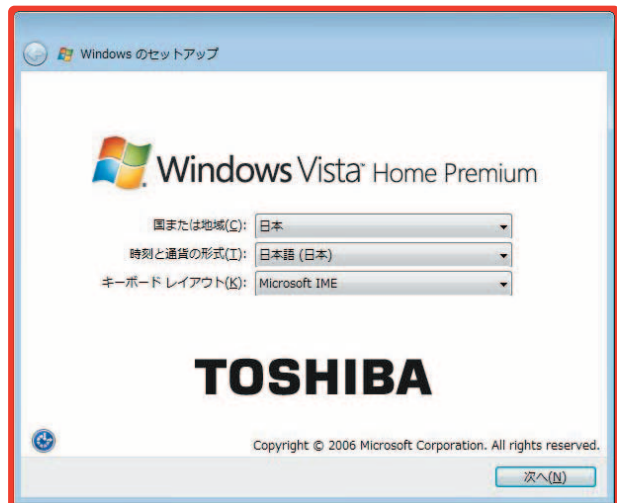 Windows のセットアップ
Windows Vista™ Home Premium
国または地域(C): 日本
時刻と通貨の形式(T): 日本語 (日本)
キーボード レイアウト(K): Microsoft IME
TOSHIBA
Copyright © 2006 Microsoft Corporation. All rights reserved.
次へ(N)